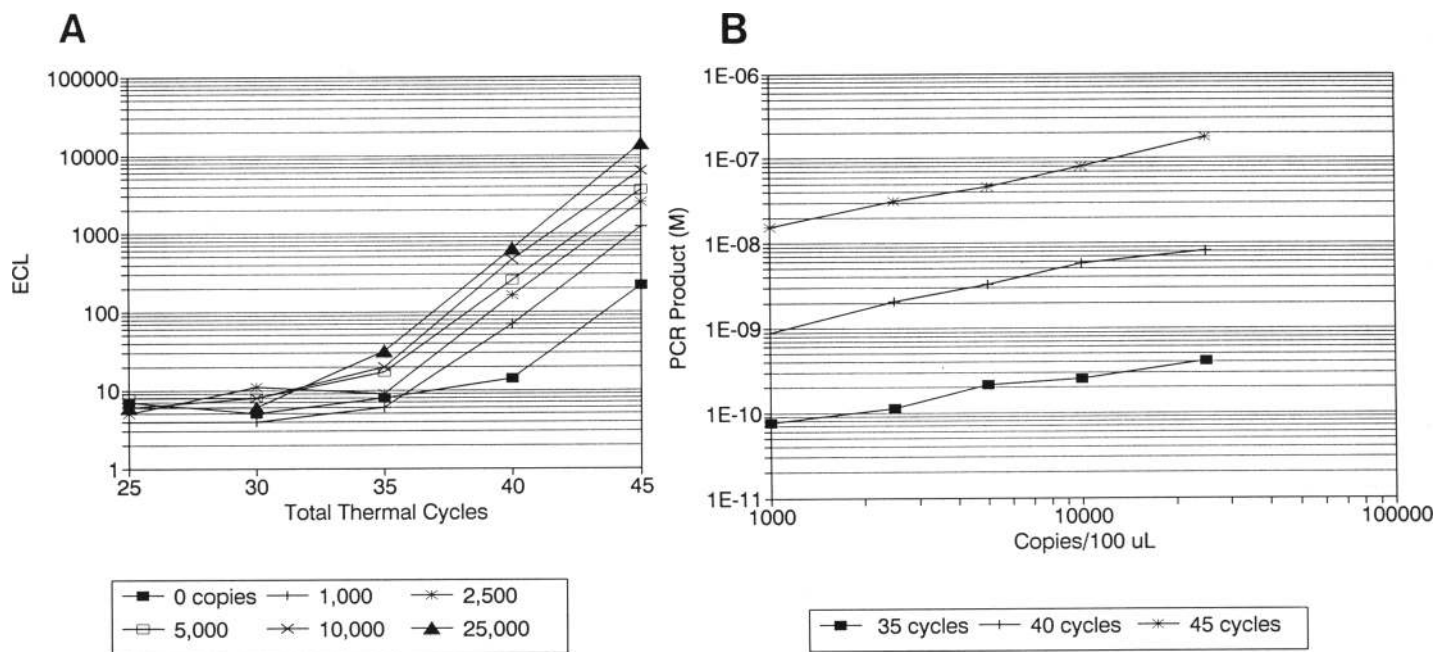 A
B
100000
10000
1000
100
10
1
ECL
25
30
35
40
45
Total Thermal Cycles
0 copies
1,000
2,500
5,000
10,000
25,000
1E-06
1E-07
1E-08
1E-09
1E-10
1E-11
PCR Product (M)
1000
10000
100000
Copies/100 uL
35 cycles
40 cycles
45 cycles